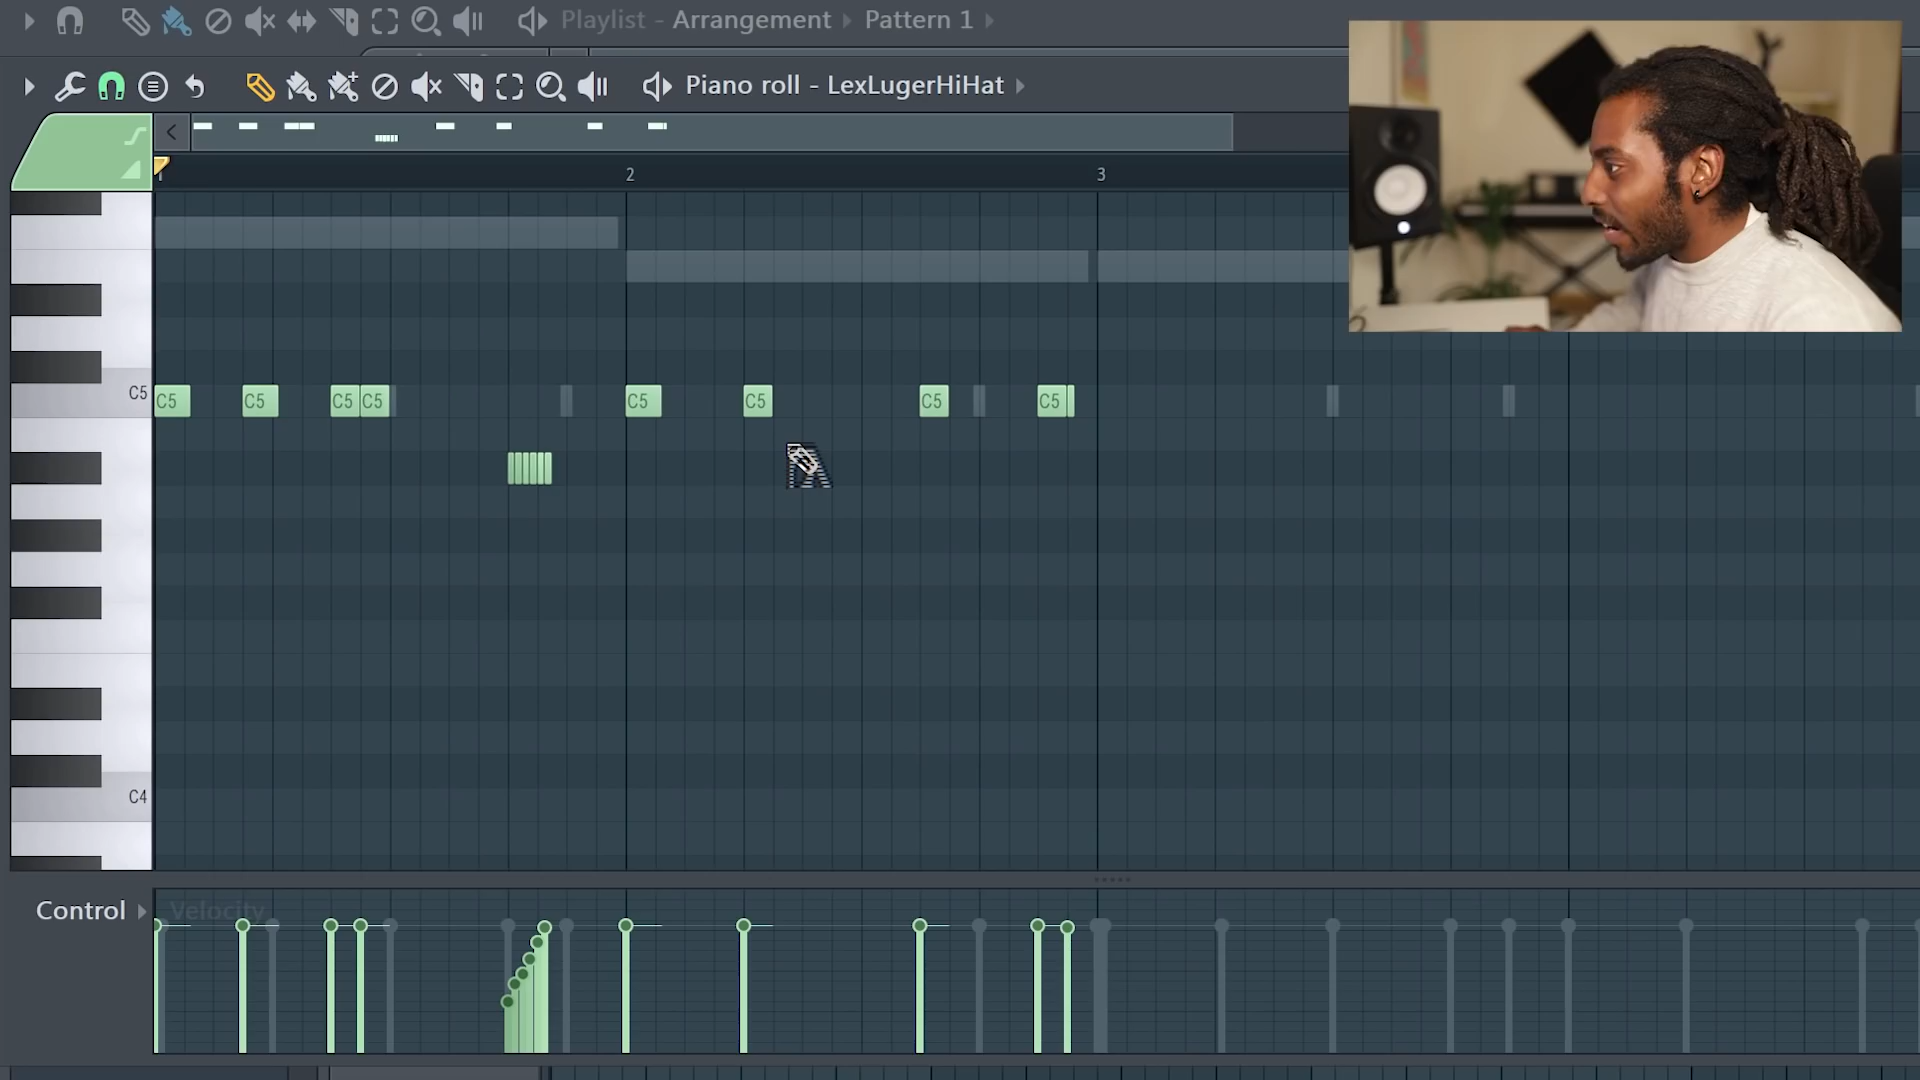 Playlist - Arrangement Pattern 1
Piano roll - LexLugerHiHat
1 2 3
C5 C5 C5 C5 C5 C5 C5 C5 C5
C4
Control Velocity